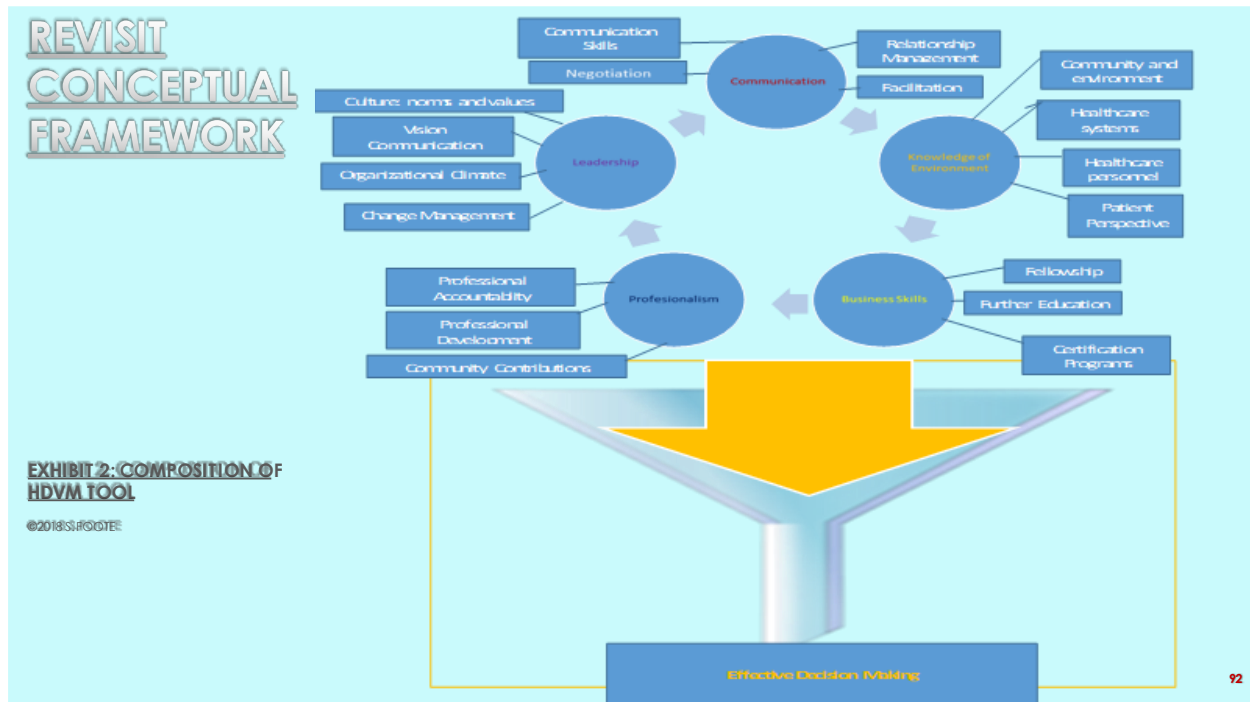 REVISIT
CONCEPTUAL
FRAMEWORK
EXHIBIT 2: COMPOSITION OF
HDVM TOOL
©2018 S. FOOTE
Communication
Skills
Negotiation
Communication
Relationship
Management
Facilitation
Community and
environment
Healthcare
systems
Healthcare
personnel
Patient
Perspective
Knowledge of
Environment
Culture: norms and values
Vision
Communication
Organizational Climate
Change Management
Leadership
Professional
Accountability
Professional
Development
Community Contributions
Profesionalism
Business Skills
Fellowship
Further Education
Certification
Programs
Effective Decision Making
92